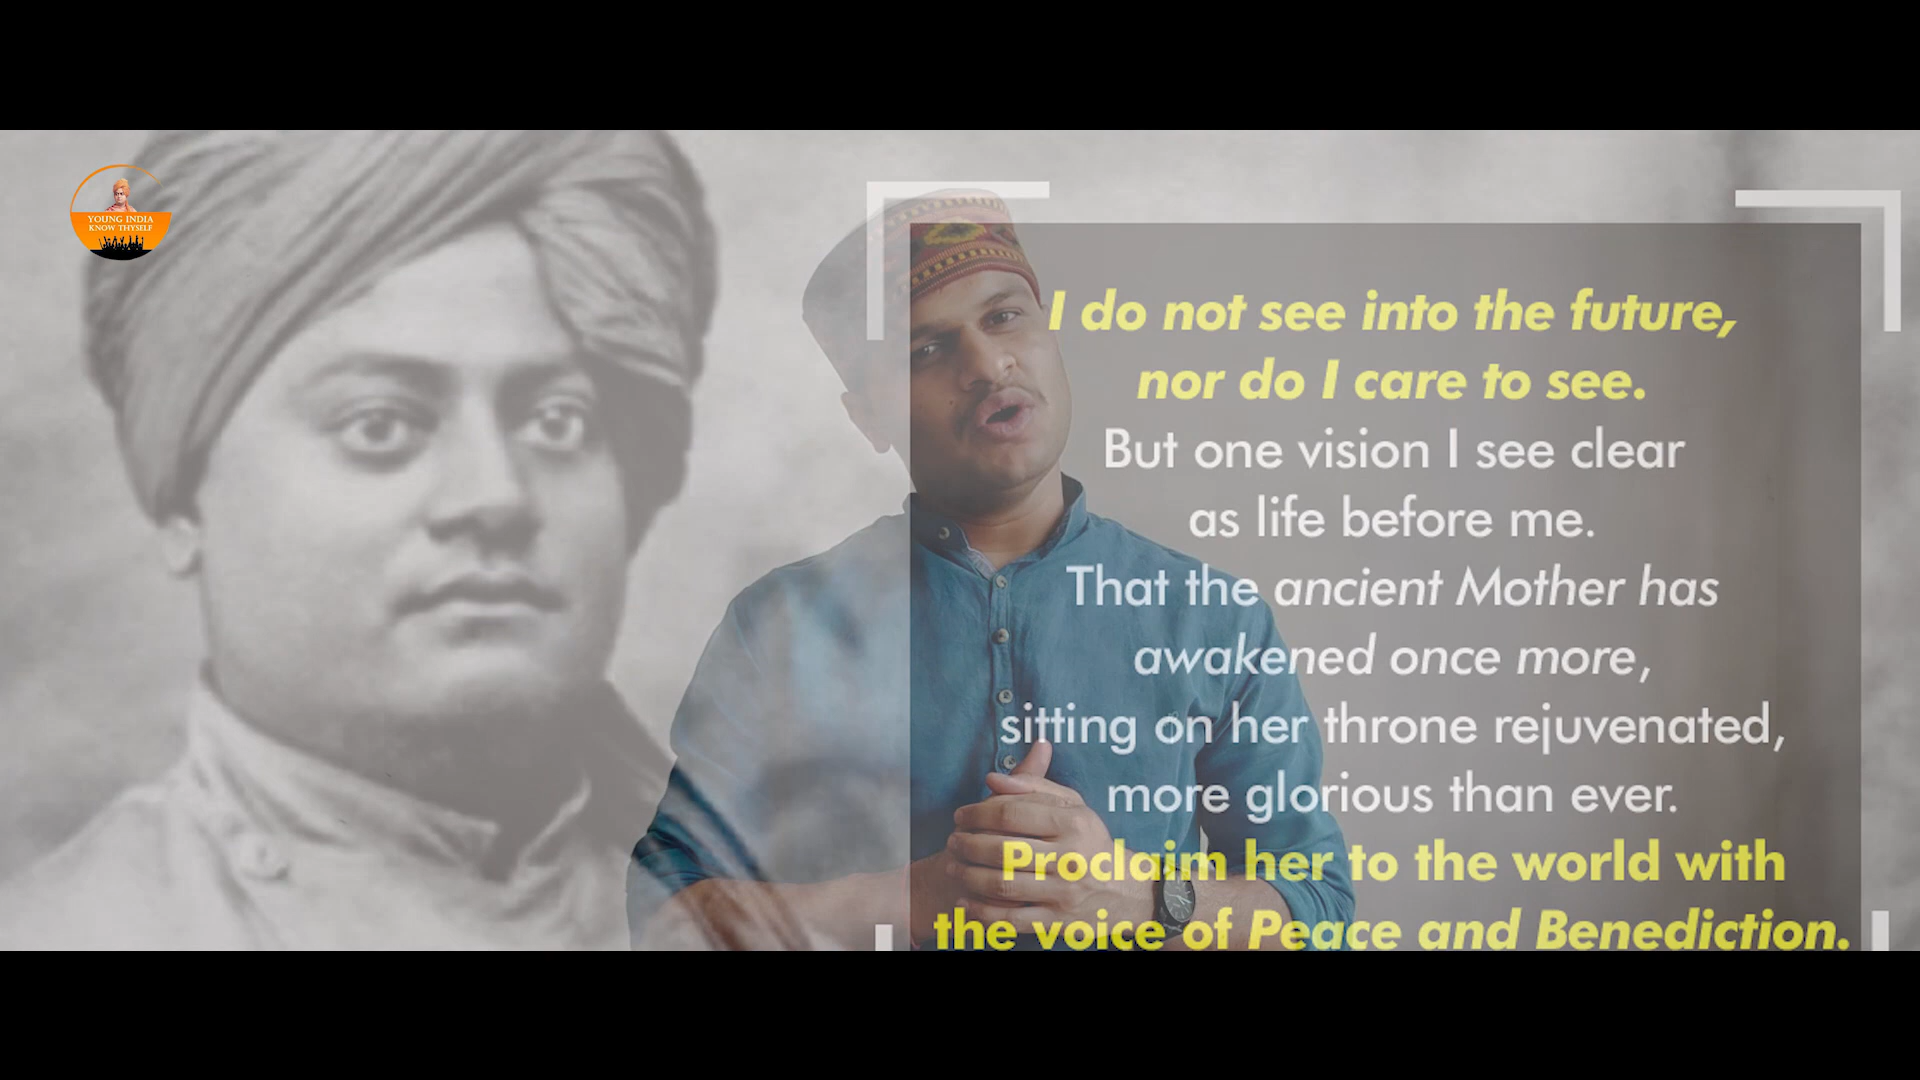 YOUNG INDIA
KNOW THYSELF
I do not see into the future,
nor do I care to see.
But one vision I see clear
as life before me.
That the ancient Mother has
awakened once more,
sitting on her throne rejuvenated,
more glorious than ever.
Proclaim her to the world with
the voice of Peace and Benediction.